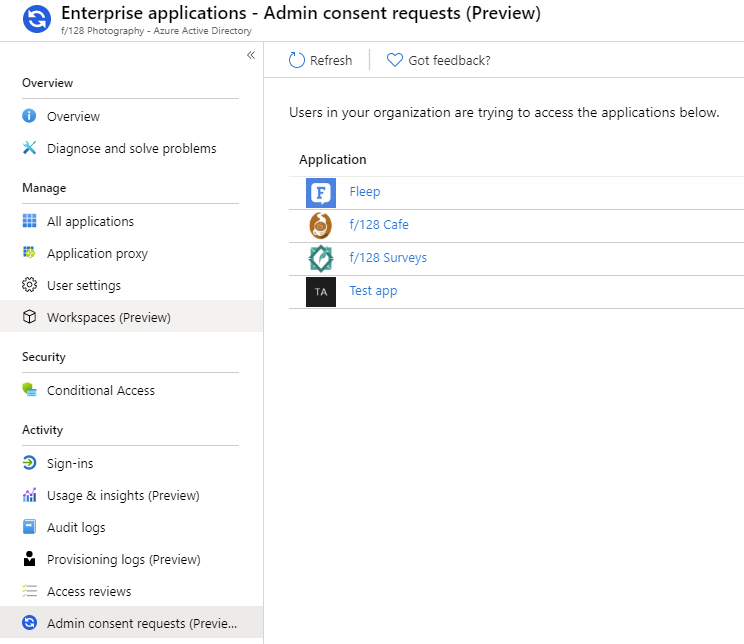 Enterprise applications - Admin consent requests (Preview)
f/128 Photography - Azure Active Directory
«
Overview
Overview
Diagnose and solve problems
Manage
All applications
Application proxy
User settings
Workspaces (Preview)
Security
Conditional Access
Activity
Sign-ins
Usage & insights (Preview)
Audit logs
Provisioning logs (Preview)
Access reviews
Admin consent requests (Previe...
Refresh
Got feedback?
Users in your organization are trying to access the applications below.
Application
F
Fleep
f/128 Cafe
f/128 Surveys
TA
Test app